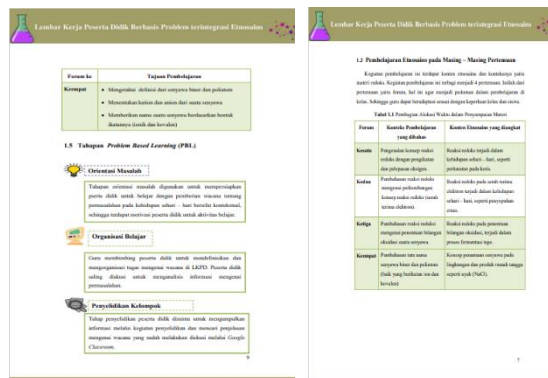 Lembar Kerja Peserta Didik Berbasis Problem terintegrasi Etnosains
Forum ke
Tujuan Pembelajaran
Keempat
Mengetahui definisi dari senyawa biner dan poliatom
Menentukan kation dan anion dari suatu senyawa
Memberikan nama suatu senyawa berdasarkan bentuk
ikatannya (ionik dan kovalen)
1.5 Tahapan Problem Based Learning (PBL)
Orientasi Masalah
Tahapan orientasi masalah digunakan untuk mempersiapkan
peserta didik untuk belajar dengan pemberian wacana tentang
permasalahan pada kehidupan sehari – hari bersifat kontekstual,
sehingga terdapat motivasi peserta didik untuk aktivitas belajar.
Organisasi Belajar
Guru membimbing peserta didik untuk mendefinisikan dan
mengorganisasi tugas mengenai wacana di LKPD. Peserta didik
saling diskusi untuk menganalisis informasi mengenai
permasalahan.
Penyelidikan Kelompok
Tahap penyelidikan peserta didik diminta untuk mengumpulkan
informasi melalui kegiatan penyelidikan dan mencari penjelasan
mengenai wacana yang sudah melakukan diskusi melalui Google
Classroom.
Lembar Kerja Peserta Didik Berbasis Problem terintegrasi Etnosains
Pembelajaran Etnosains pada Masing – Masing Pertemuan
Kegiatan pembelajaran ini terdapat konten etnosains dan konteksnya yaitu
materi redoks. Kegiatan pembelajaran ini terbagi menjadi 4 pertemuan. Istilah dari
pertemuan yaitu forum, hal ini agar menjadi pedoman dalam pembelajaran di
kelas. Sehingga guru dapat beradaptasi sesuai dengan keperluan kelas dan siswa.
Tabel 1.1 Pembagian Alokasi Waktu dalam Penyampaian Materi
Forum
Konteks Pembelajaran
yang dibahas
Konten Etnosains yang diangkat
Kesatu
Pengenalan konsep reaksi
redoks dengan pengikatan
dan pelepasan oksigen.
Reaksi redoks terjadi dalam
kehidupan sehari – hari, seperti
Kedua
Pembahasan reaksi redoks
mengenai perkembangan
konsep reaksi redoks (serah
terima elektron).
Reaksi redoks pada serah terima
elektron terjadi dalam kehidupan
sehari – hari, seperti penyepuhan
emas.
Ketiga
Pembahasan reaksi redoks
mengenai penentuan bilangan
oksidasi suatu senyawa.
Reaksi redoks pada penentuan
bilangan oksidasi, terjadi dalam
proses fermentasi tape.
Keempat
Pembahasan tata nama
senyawa biner dan poliatom
(baik yang berikatan ion dan
kovalen)
Konsep penamaan senyawa pada
lingkungan dan produk rumah tangga
seperti uyah (NaCl).
7